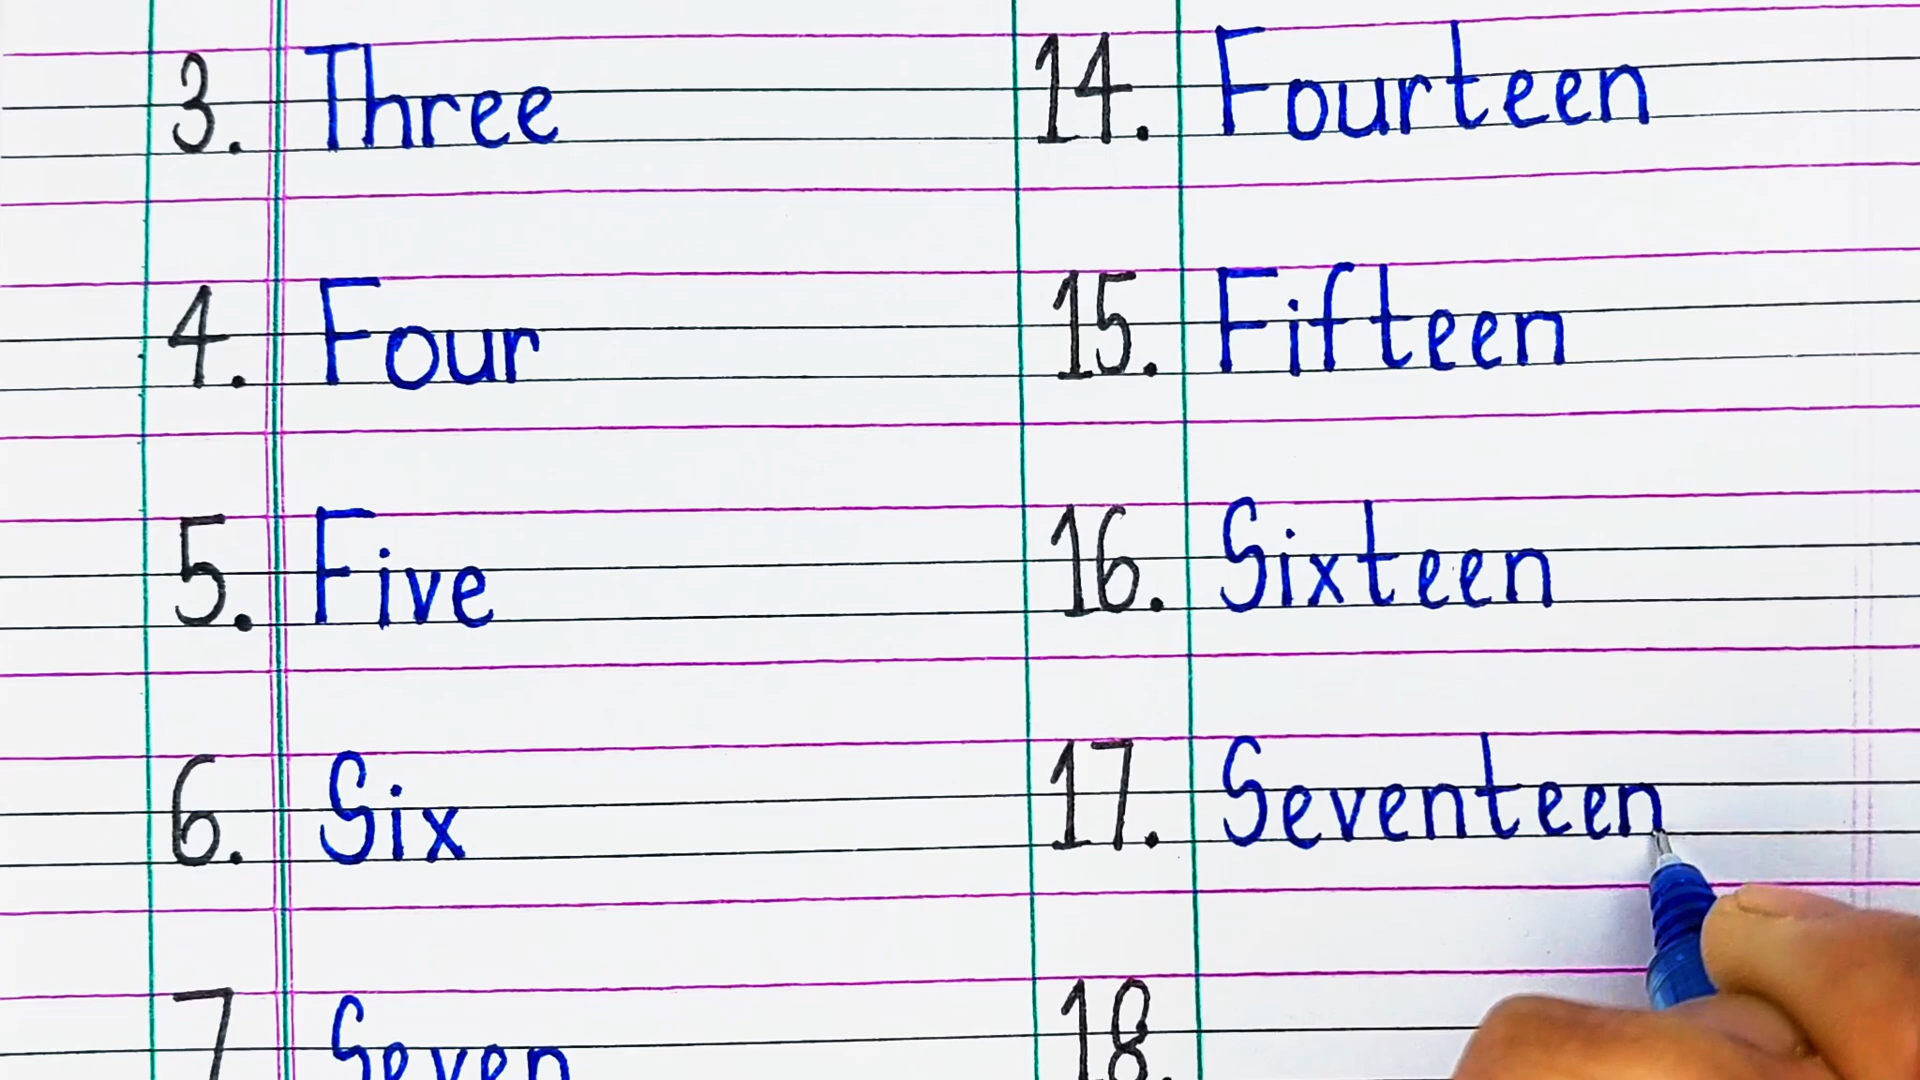 3. Three
4. Four
5. Five
6. Six
7 Seven
14. Fourteen
15. Fifteen
16. Sixteen
17. Seventeen
18.